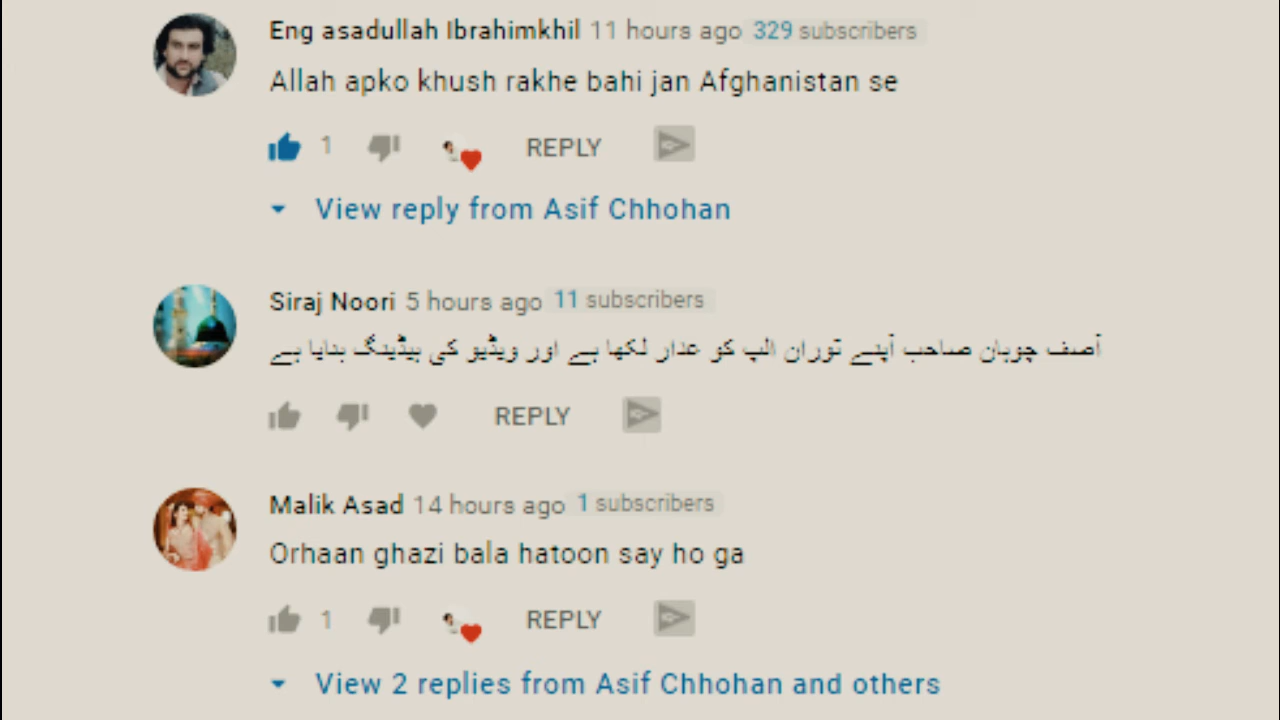 Eng asadullah Ibrahimkhil 11 hours ago 329 subscribers
Allah apko khush rakhe bahi jan Afghanistan se
1 REPLY
View reply from Asif Chhohan
Siraj Noori 5 hours ago 11 subscribers
آصف چوہان صاحب آپنے توران الپ کو عدار لکھا ہے اور ویڈیو کی ہیڈینگ بنایا ہے
REPLY
Malik Asad 14 hours ago 1 subscribers
Orhaan ghazi bala hatoon say ho ga
1 REPLY
View 2 replies from Asif Chhohan and others